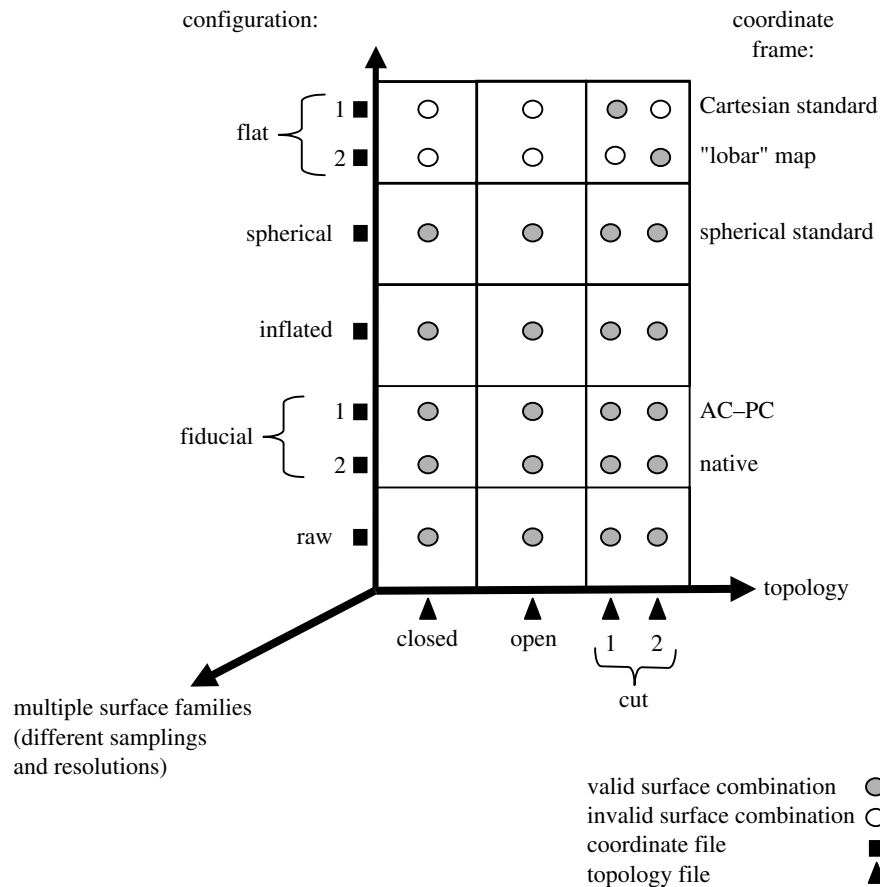 configuration:
coordinate
frame:
flat
1
Cartesian standard
2
"lobar" map
spherical
spherical standard
inflated
fiducial
1
AC–PC
2
native
raw
topology
closed
open
1
2
cut
multiple surface families
(different samplings
and resolutions)
valid surface combination
invalid surface combination
coordinate file
topology file